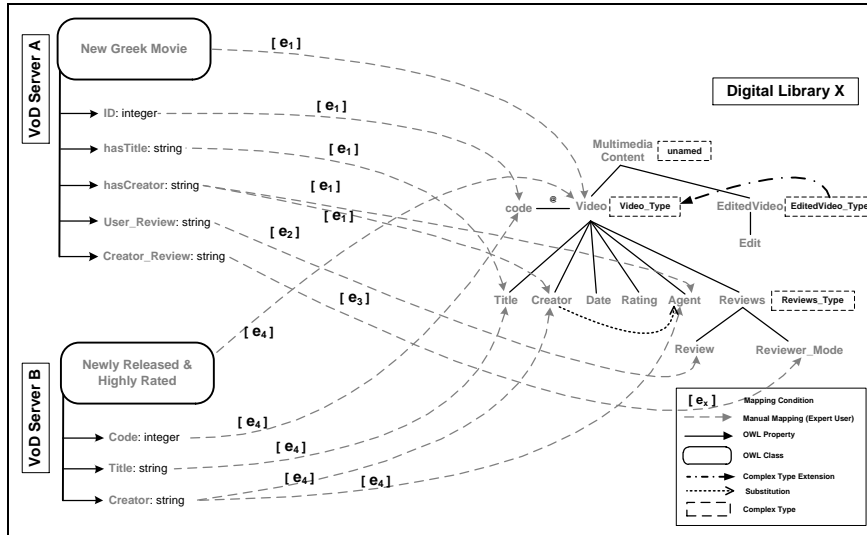 VoD Server A
New Greek Movie
ID: integer
hasTitle: string
hasCreator: string
User_Review: string
Creator_Review: string
[ e1 ]
[ e1 ]
[ e1 ]
[ e1 ]
[ e1 ]
[ e2 ]
[ e3 ]
[ e4 ]
Digital Library X
Multimedia
Content
unamed
code
@
Video
Video_Type
EditedVideo
EditedVideo_Type
Edit
Title
Creator
Date
Rating
Agent
Reviews
Reviews_Type
Review
Reviewer_Mode
VoD Server B
Newly Released &
Highly Rated
Code: integer
Title: string
Creator: string
[ e4 ]
[ e4 ]
[ e4 ]
[ e4 ]
[ ex ]
Mapping Condition
Manual Mapping (Expert User)
OWL Property
OWL Class
Complex Type Extension
Substitution
Complex Type